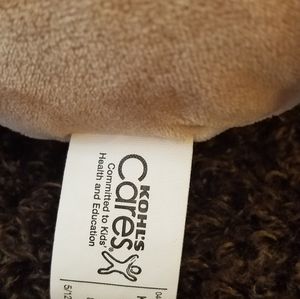 KOHL'S
Cares
Committed to Kids'
Health and Education